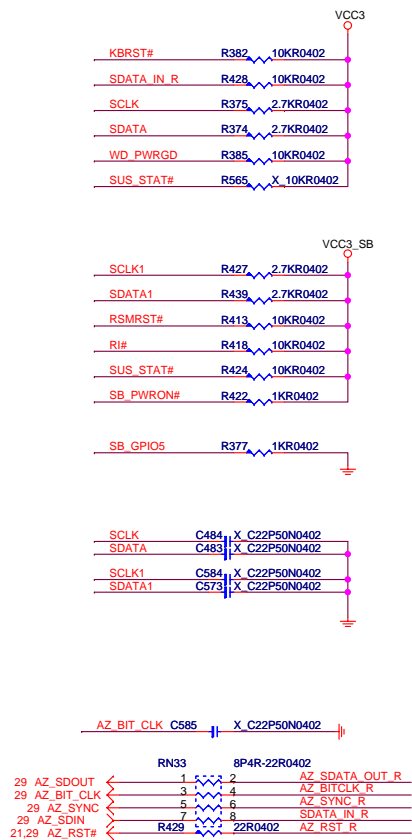 VCC3
KBRST# R382 10KR0402
SDATA_IN_R R428 10KR0402
SCLK R375 2.7KR0402
SDATA R374 2.7KR0402
WD_PWRGD R385 10KR0402
SUS_STAT# R565 X_10KR0402
VCC3_SB
SCLK1 R427 2.7KR0402
SDATA1 R439 2.7KR0402
RSMRST# R413 10KR0402
RI# R418 10KR0402
SUS_STAT# R424 10KR0402
SB_PWRON# R422 1KR0402
SB_GPIO5 R377 1KR0402
SCLK C484 X_C22P50N0402
SDATA C483 X_C22P50N0402
SCLK1 C584 X_C22P50N0402
SDATA1 C573 X_C22P50N0402
AZ_BIT_CLK C585 X_C22P50N0402
RN33 8P4R-22R0402
29 AZ_SDOUT 1 2 AZ_SDATA_OUT_R
29 AZ_BIT_CLK 3 4 AZ_BITCLK_R
29 AZ_SYNC 5 6 AZ_SYNC_R
29 AZ_SDIN 7 8 SDATA_IN_R
21,29 AZ_RST# R429 22R0402 AZ_RST_R